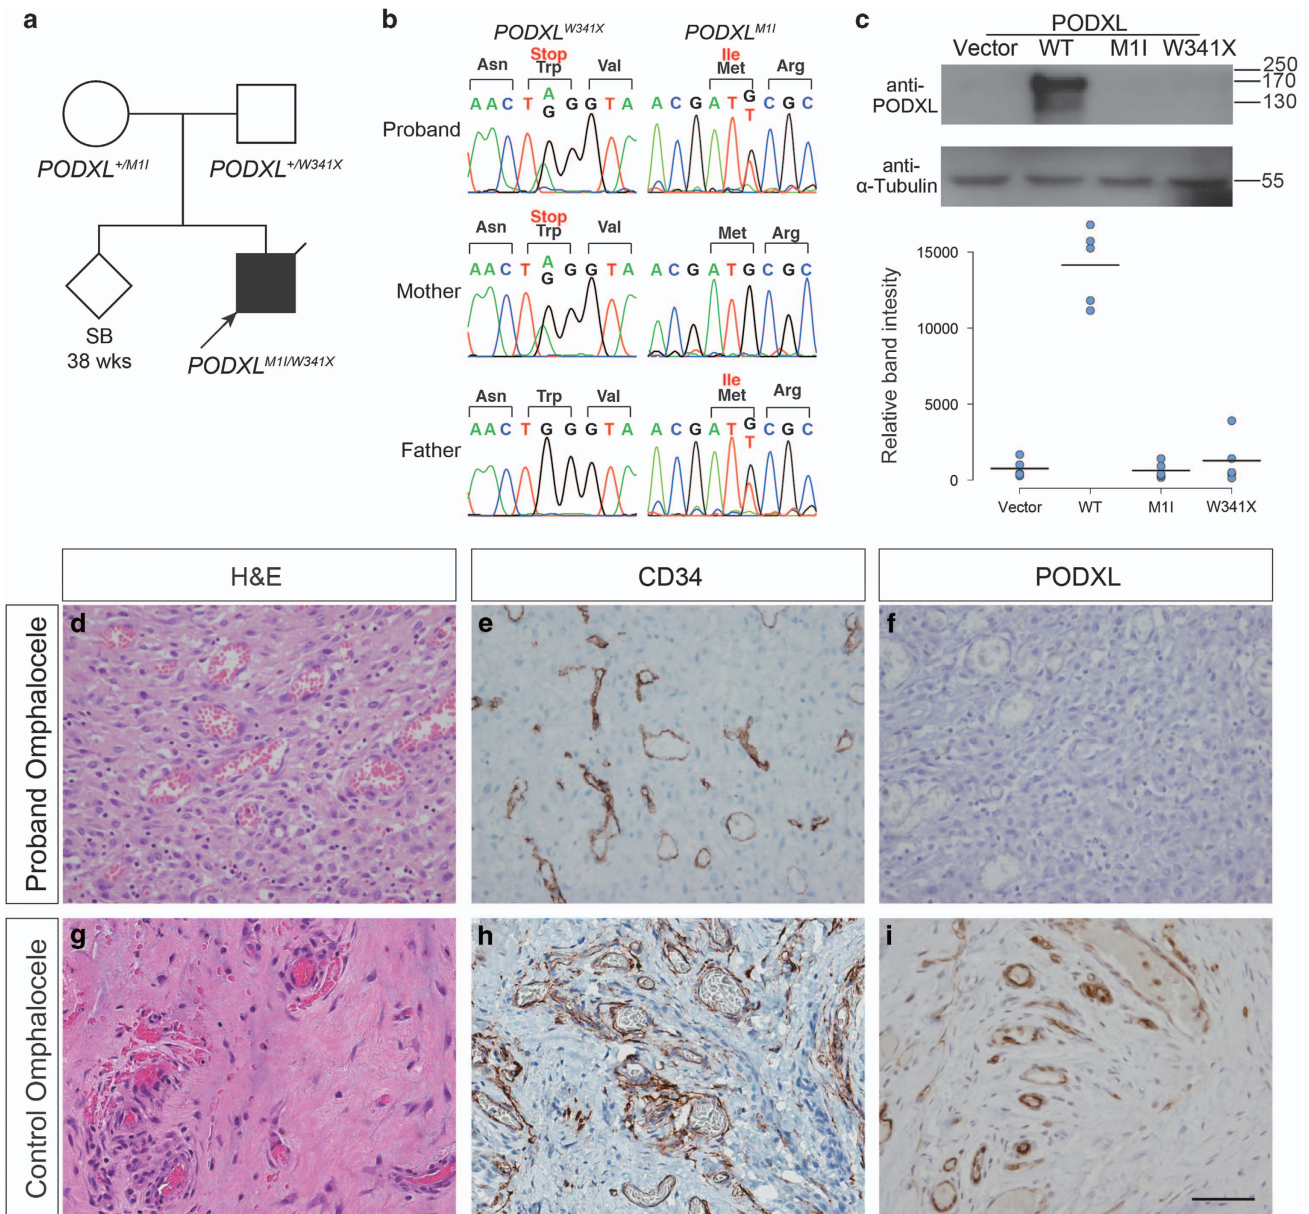 a
PODXL+/M1I
PODXL+/W341X
SB
38 wks
PODXLM1I/W341X
b
PODXLW341X
PODXLM1I
Stop
Ile
Asn Trp Val Met Arg
A A C T A G G G T A A C G A T G T C G C
Proband
Stop
Asn Trp Val Met Arg
A A C T A G G G T A A C G A T G C G C
Mother
Ile
Asn Trp Val Met Arg
A A C T G G G T A A C G A T G T C G C
Father
c
PODXL
Vector WT M1I W341X
anti-
PODXL
250
170
130
anti-
α-Tubulin
55
Relative band intesity
15000
10000
5000
0
Vector WT M1I W341X
H&E
CD34
PODXL
Proband Omphalocele
d
e
f
Control Omphalocele
g
h
i